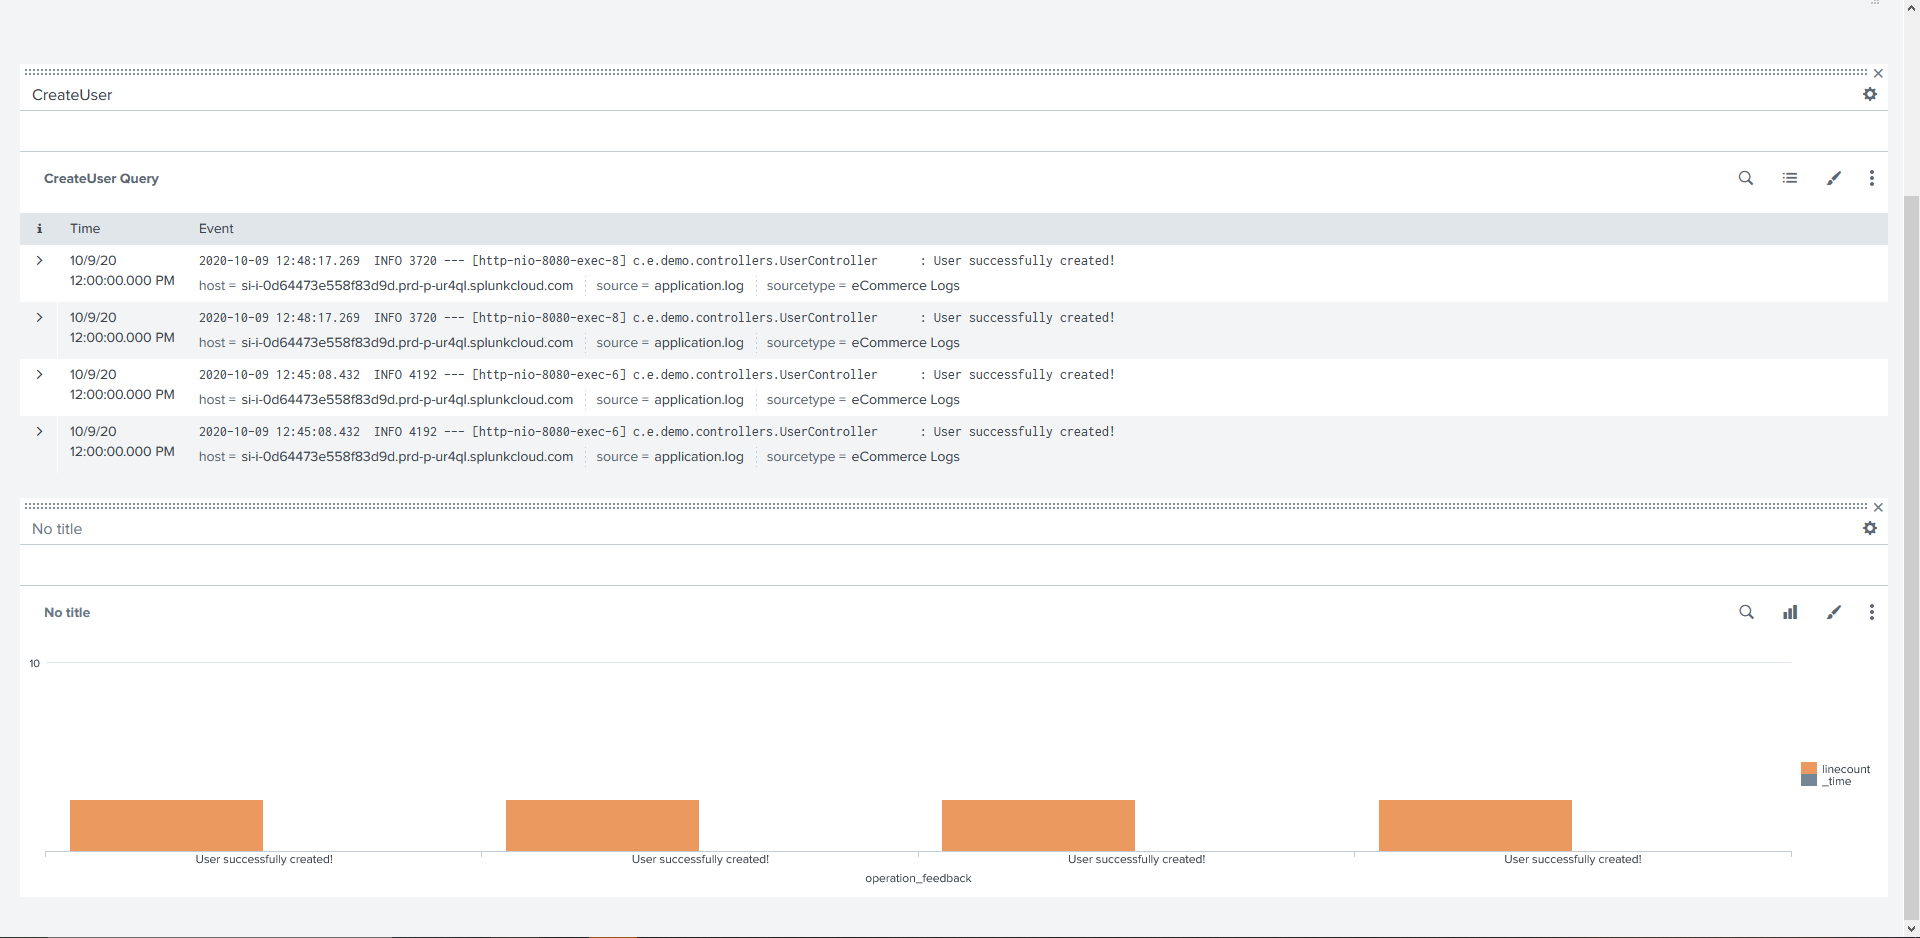 CreateUser
CreateUser Query
i Time Event
10/9/20 2020-10-09 12:48:17.269 INFO 3720 --- [http-nio-8080-exec-8] c.e.demo.controllers.UserController : User successfully created!
12:00:00.000 PM host = si-i-0d64473e558f83d9d.prd-p-ur4ql.splunkcloud.com source = application.log sourcetype = eCommerce Logs
10/9/20 2020-10-09 12:48:17.269 INFO 3720 --- [http-nio-8080-exec-8] c.e.demo.controllers.UserController : User successfully created!
12:00:00.000 PM host = si-i-0d64473e558f83d9d.prd-p-ur4ql.splunkcloud.com source = application.log sourcetype = eCommerce Logs
10/9/20 2020-10-09 12:45:08.432 INFO 4192 --- [http-nio-8080-exec-6] c.e.demo.controllers.UserController : User successfully created!
12:00:00.000 PM host = si-i-0d64473e558f83d9d.prd-p-ur4ql.splunkcloud.com source = application.log sourcetype = eCommerce Logs
10/9/20 2020-10-09 12:45:08.432 INFO 4192 --- [http-nio-8080-exec-6] c.e.demo.controllers.UserController : User successfully created!
12:00:00.000 PM host = si-i-0d64473e558f83d9d.prd-p-ur4ql.splunkcloud.com source = application.log sourcetype = eCommerce Logs
No title
No title
10
linecount
_time
User successfully created! User successfully created! User successfully created! User successfully created!
operation_feedback